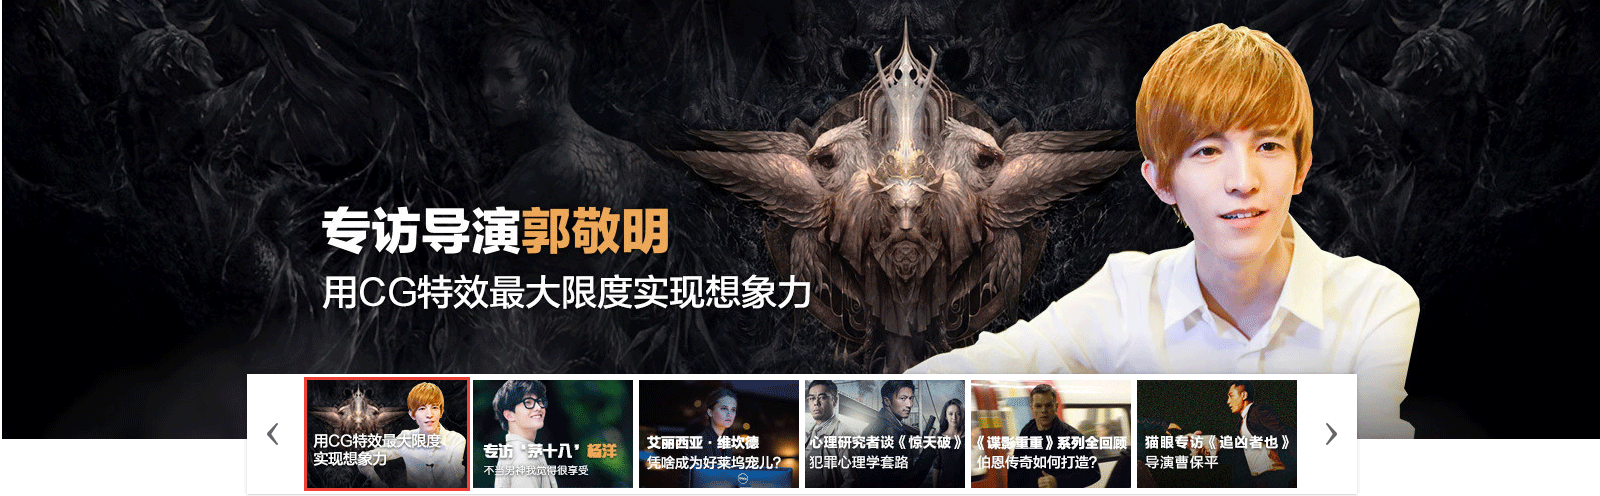 专访导演郭敬明
用CG特效最大限度实现想象力
用CG特效最大限度
实现想象力
专访‘茅十八’杨洋
不当男神我觉得很享受
艾丽西亚·维坎德
凭啥成为好莱坞宠儿？
心理研究者谈《惊天破》
犯罪心理学套路
《谍影重重》系列全回顾
伯恩传奇如何打造？
猫眼专访《追凶者也》
导演曹保平